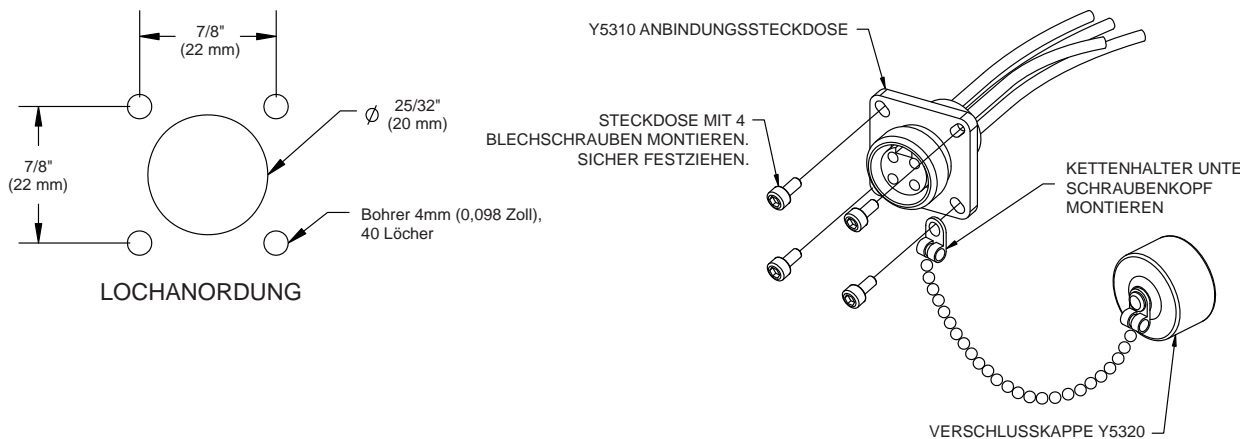 7/8"
(22 mm)
25/32"
(20 mm)
7/8"
(22 mm)
Bohrer 4mm (0,098 Zoll),
40 Löcher
LOCHANORDUNG
Y5310 ANBINDUNGSSTECKDOSE
STECKDOSE MIT 4
BLECHSCHRAUBEN MONTIEREN.
SICHER FESTZIEHEN.
KETTENHALTER UNTE
SCHRAUBENKOPF
MONTIEREN
VERSCHLUSSKAPPE Y5320